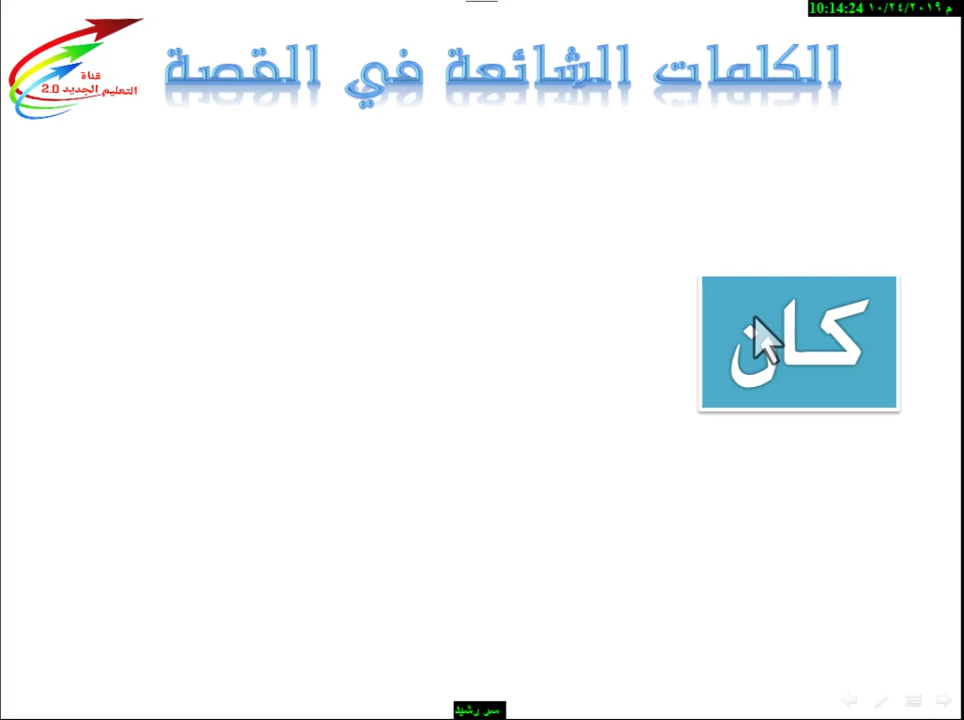 10:14:24 م ١٠/٢٤/٢٠١٩
الكلمات الشائعة في القصة
قناة
التعليم الجديد 2.0
كان
سر رشيد